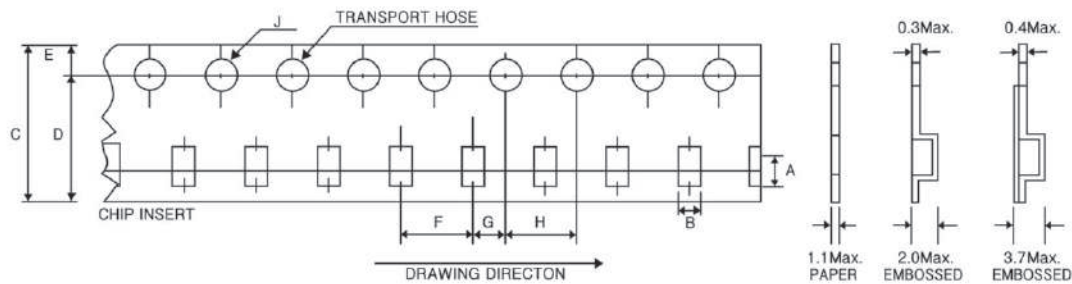 J
TRANSPORT HOSE
E
C
D
A
B
CHIP INSERT
F
G
H
DRAWING DIRECTON
0.3Max.
0.4Max.
1.1Max.
PAPER
2.0Max.
EMBOSSED
3.7Max.
EMBOSSED